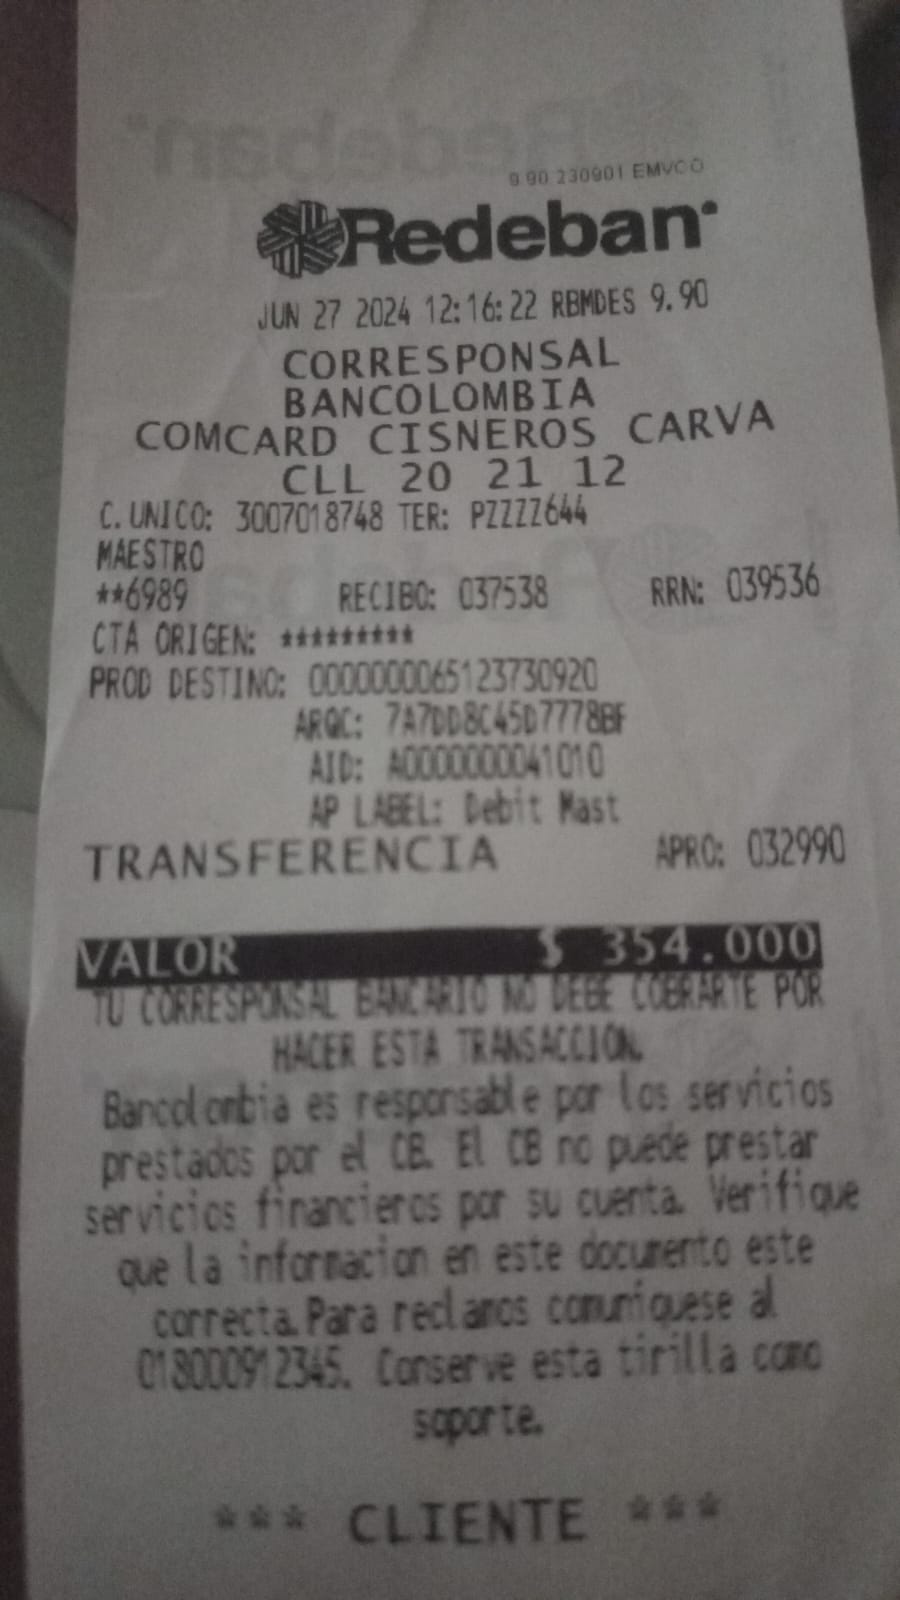 9.90 230901 EMVCO
Redeban
JUN 27 2024 12:16:22 RBMDES 9.90
CORRESPONSAL
BANCOLOMBIA
COMCARD CISNEROS CARVA
CLL 20 21 12
C. UNICO: 3007018748 TER: PZZZZ644
MAESTRO
**6989 RECIBO: 037538 RRN: 039536
CTA ORIGEN: *********
PROD DESTINO: 0000000065123730920
ARQC: 7A7DD8C45D7778BF
AID: A0000000041010
AP LABEL: Debit Mast
TRANSFERENCIA APRO: 032990
VALOR $ 354.000
TU CORRESPONSAL BANCARIO NO DEBE COBRARTE POR
HACER ESTA TRANSACCION.
Bancolombia es responsable por los servicios
prestados por el CB. El CB no puede prestar
servicios financieros por su cuenta. Verifique
que la informacion en este documento este
correcta. Para reclamos comuniquese al
018000912345. Conserve esta tirilla como
soporte.
*** CLIENTE ***